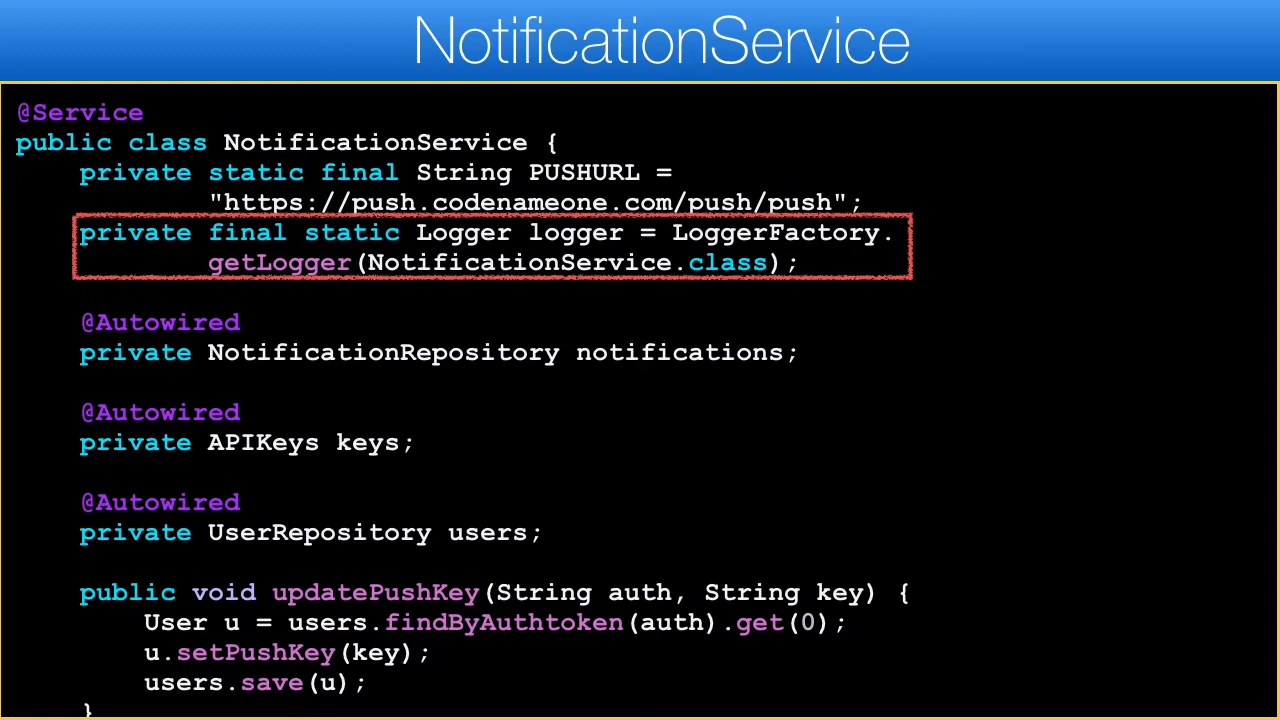 NotificationService
@Service
public class NotificationService {
    private static final String PUSHURL =
            "https://push.codenameone.com/push/push";
    private final static Logger logger = LoggerFactory.
            getLogger(NotificationService.class);
    @Autowired
    private NotificationRepository notifications;
    @Autowired
    private APIKeys keys;
    @Autowired
    private UserRepository users;
    public void updatePushKey(String auth, String key) {
        User u = users.findByAuthtoken(auth).get(0);
        u.setPushKey(key);
        users.save(u);
    }